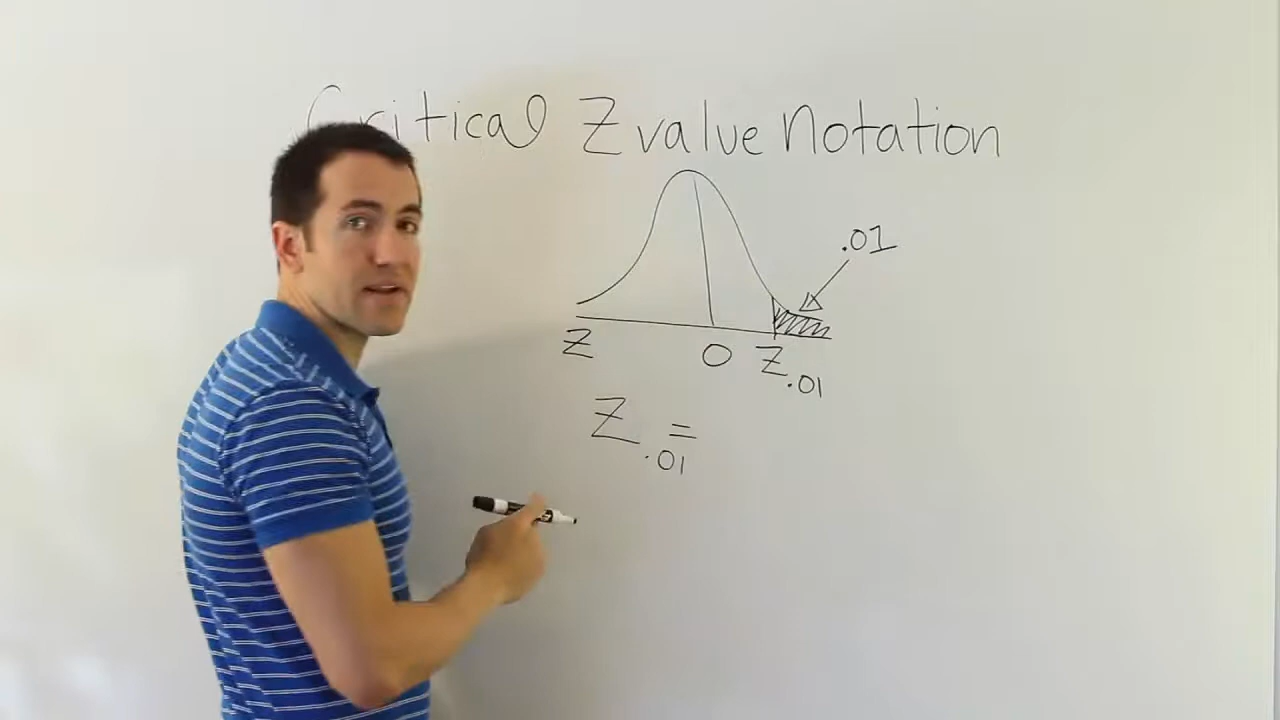 Critical Z value Notation
.01
Z 0 Z.01
Z.01 =